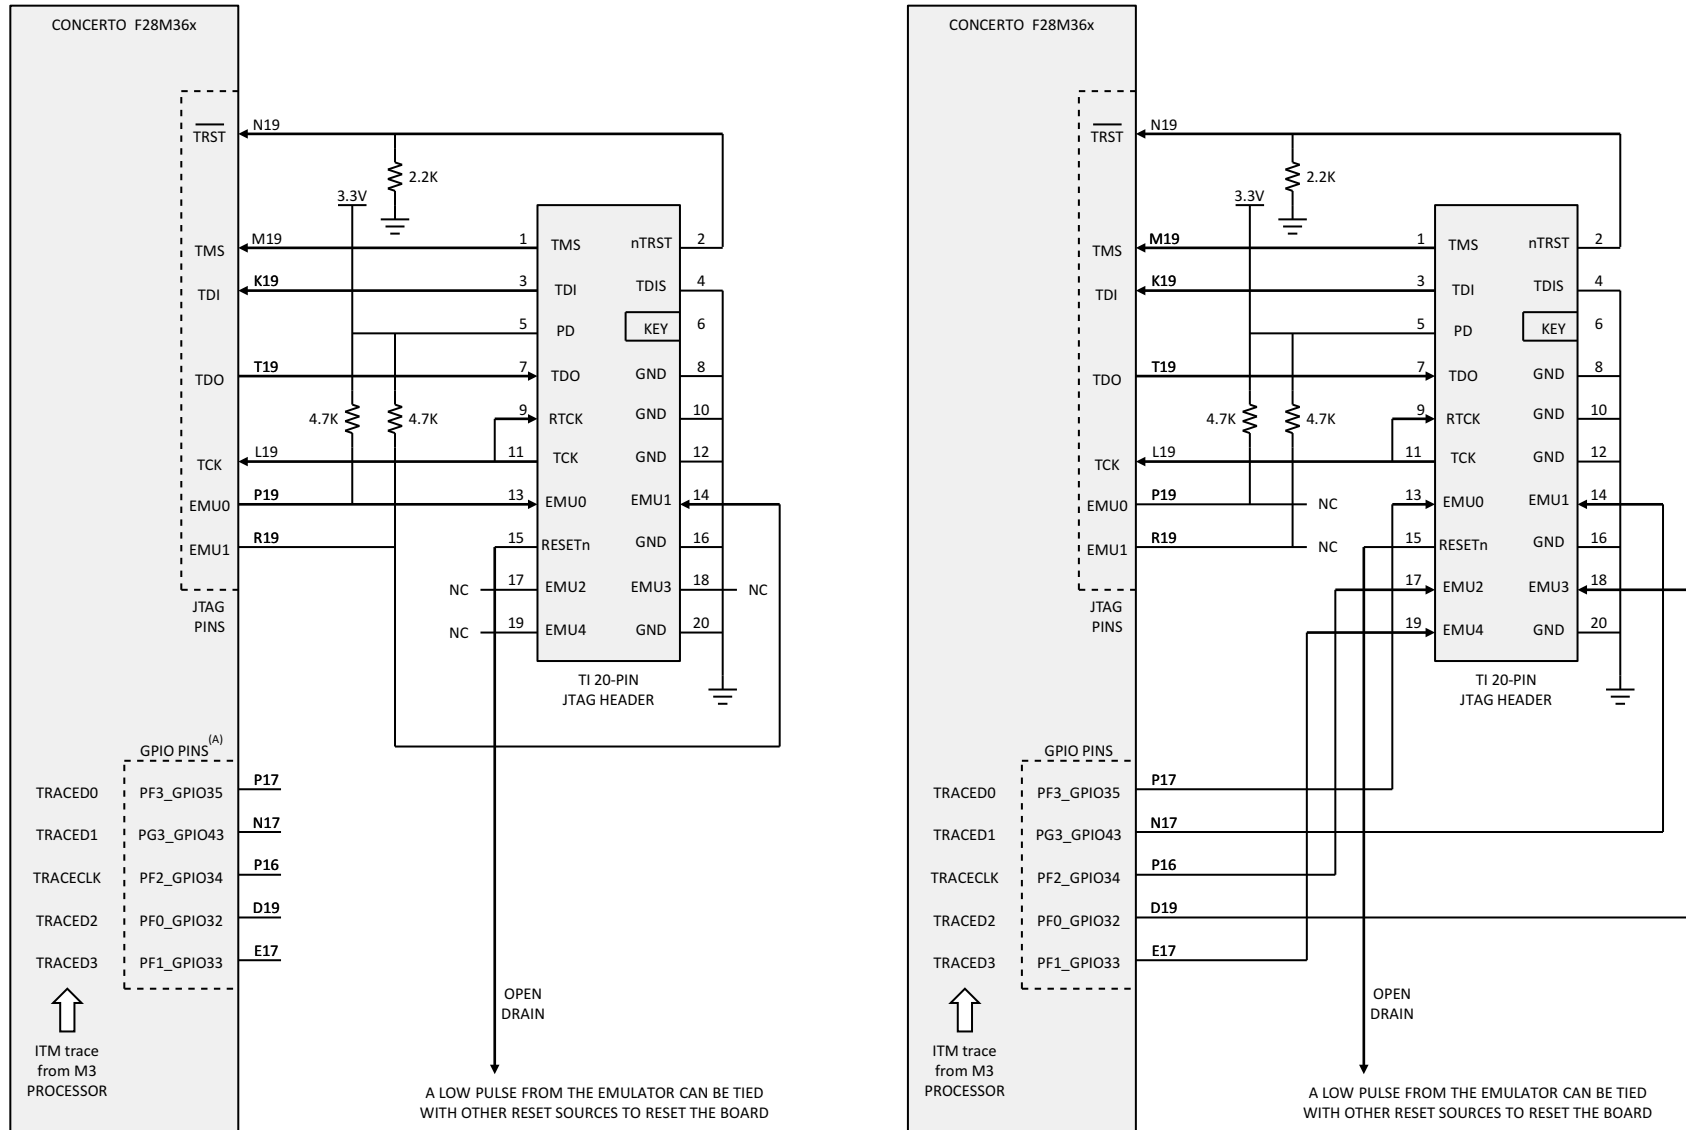 CONCERTO F28M36x
TRST
N19
2.2K
3.3V
TMS
M19
1
TMS
nTRST
2
TDI
K19
3
TDI
TDIS
4
5
PD
KEY
6
TDO
T19
7
TDO
GND
8
4.7K
4.7K
9
RTCK
GND
10
TCK
L19
11
TCK
GND
12
EMU0
P19
13
EMU0
EMU1
14
EMU1
R19
15
RESETn
GND
16
NC
17
EMU2
EMU3
18
NC
NC
19
EMU4
GND
20
JTAG
PINS
TI 20-PIN
JTAG HEADER
GPIO PINS(A)
TRACED0
PF3_GPIO35
P17
TRACED1
PG3_GPIO43
N17
TRACECLK
PF2_GPIO34
P16
TRACED2
PF0_GPIO32
D19
TRACED3
PF1_GPIO33
E17
ITM trace
from M3
PROCESSOR
OPEN
DRAIN
A LOW PULSE FROM THE EMULATOR CAN BE TIED
WITH OTHER RESET SOURCES TO RESET THE BOARD
CONCERTO F28M36x
TRST
N19
2.2K
3.3V
TMS
M19
1
TMS
nTRST
2
TDI
K19
3
TDI
TDIS
4
5
PD
KEY
6
TDO
T19
7
TDO
GND
8
4.7K
4.7K
9
RTCK
GND
10
TCK
L19
11
TCK
GND
12
EMU0
P19
NC
13
EMU0
EMU1
14
EMU1
R19
NC
15
RESETn
GND
16
17
EMU2
EMU3
18
19
EMU4
GND
20
JTAG
PINS
TI 20-PIN
JTAG HEADER
GPIO PINS
TRACED0
PF3_GPIO35
P17
TRACED1
PG3_GPIO43
N17
TRACECLK
PF2_GPIO34
P16
TRACED2
PF0_GPIO32
D19
TRACED3
PF1_GPIO33
E17
ITM trace
from M3
PROCESSOR
OPEN
DRAIN
A LOW PULSE FROM THE EMULATOR CAN BE TIED
WITH OTHER RESET SOURCES TO RESET THE BOARD